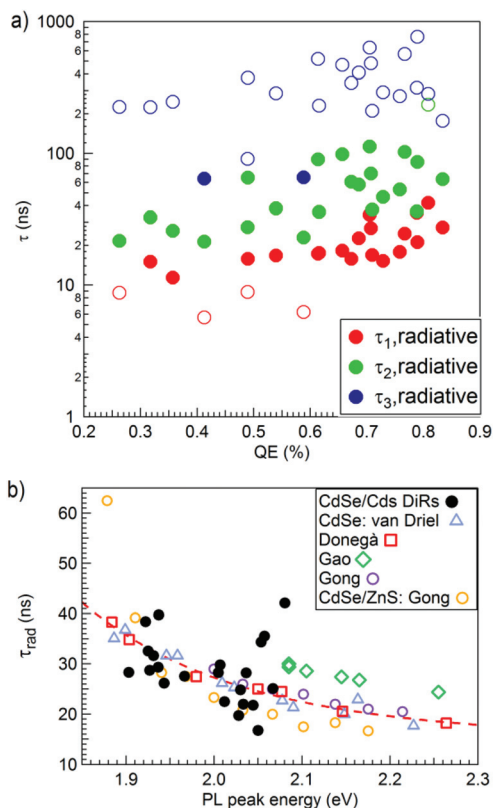 a)
1000
100
10
1
τ (ns)
2
4
6
8
2
4
6
8
2
4
6
8
τ₁,radiative
τ₂,radiative
τ₃,radiative
0.2 0.3 0.4 0.5 0.6 0.7 0.8 0.9
QE (%)
b)
60
50
40
30
20
10
τrad (ns)
CdSe/Cds DiRs
CdSe: van Driel
Donegà
Gao
Gong
CdSe/ZnS: Gong
1.9 2.0 2.1 2.2 2.3
PL peak energy (eV)